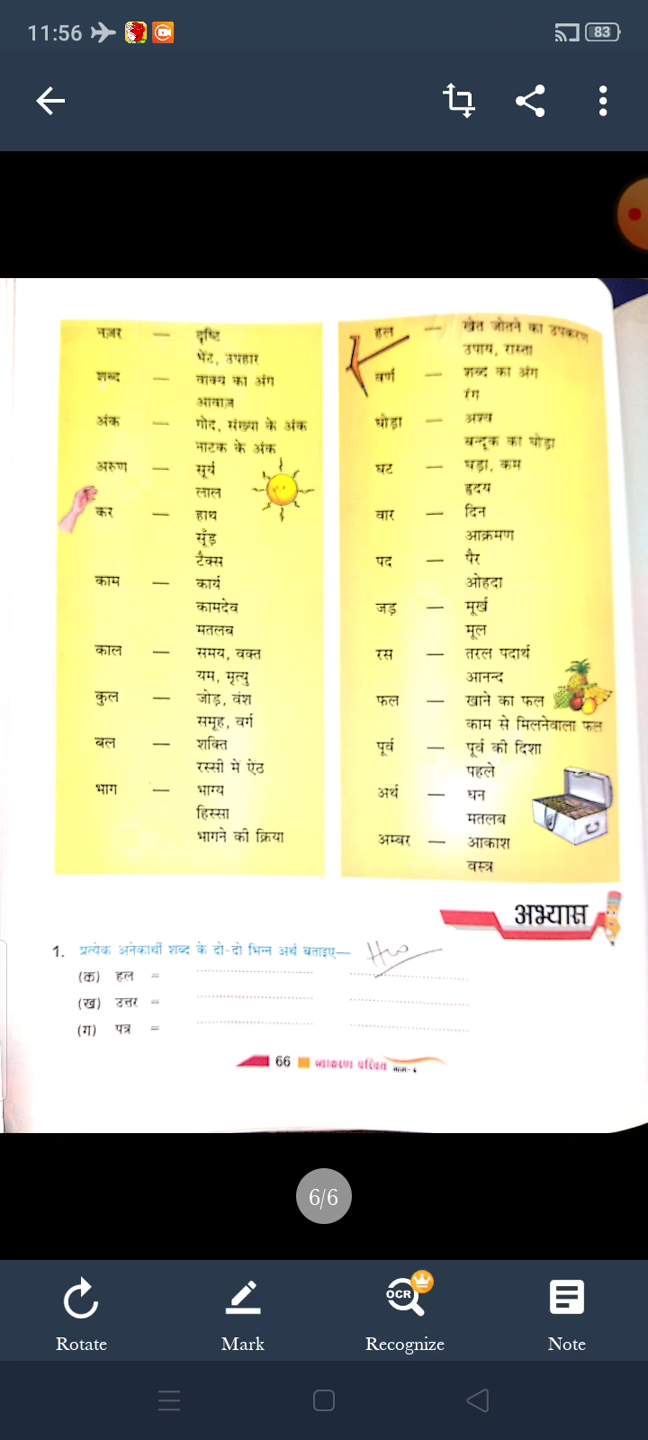 11:56
83
नज़र — दृष्टि
भेंट, उपहार
शब्द — वाक्य का अंग
आवाज़
अंक — गोद, संख्या के अंक
नाटक के अंक
अरुण — सूर्य
लाल
कर — हाथ
सूँड़
टैक्स
काम — कार्य
कामदेव
मतलब
काल — समय, वक्त
यम, मृत्यु
कुल — जोड़, वंश
समूह, वर्ग
बल — शक्ति
रस्सी में ऐंठ
भाग — भाग्य
हिस्सा
भागने की क्रिया
हल — खेत जोतने का उपकरण
उपाय, रास्ता
वर्ण — शब्द का अंग
रंग
घोड़ा — अश्व
बन्दूक का घोड़ा
घट — घड़ा, कम
हृदय
वार — दिन
आक्रमण
पद — पैर
ओहदा
जड़ — मूर्ख
मूल
रस — तरल पदार्थ
आनन्द
फल — खाने का फल
काम से मिलनेवाला फल
पूर्व — पूर्व की दिशा
पहले
अर्थ — धन
मतलब
अम्बर — आकाश
वस्त्र
अभ्यास
1. प्रत्येक अनेकार्थी शब्द के दो-दो भिन्न अर्थ बताइए—
(क) हल =
(ख) उत्तर =
(ग) पत्र =
66 व्याकरण परिचय भाग-
6/6
Rotate
Mark
OCR
Recognize
Note